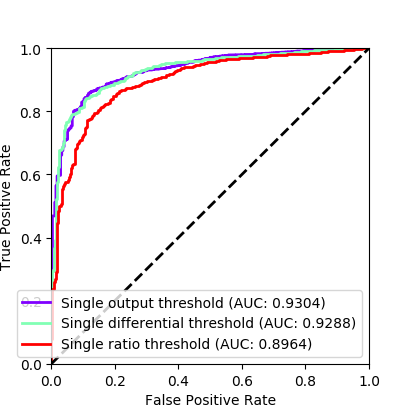 1.0
0.8
0.6
0.4
0.2
0.0
True Positive Rate
Single output threshold (AUC: 0.9304)
Single differential threshold (AUC: 0.9288)
Single ratio threshold (AUC: 0.8964)
0.0 0.2 0.4 0.6 0.8 1.0
False Positive Rate